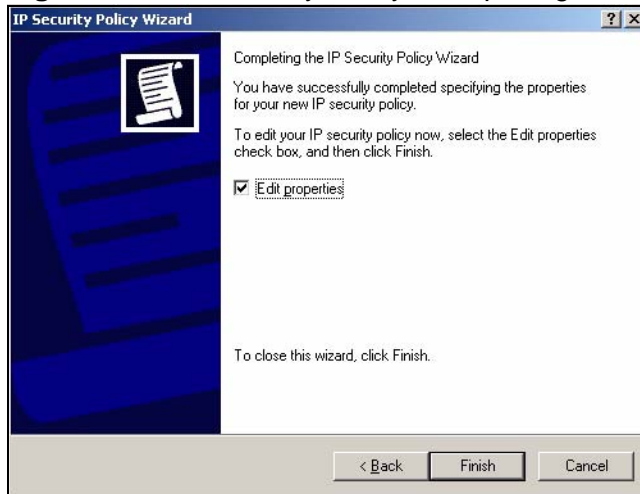 IP Security Policy Wizard
Completing the IP Security Policy Wizard
You have successfully completed specifying the properties
for your new IP security policy.
To edit your IP security policy now, select the Edit properties
check box, and then click Finish.
Edit properties
To close this wizard, click Finish.
< Back Finish Cancel